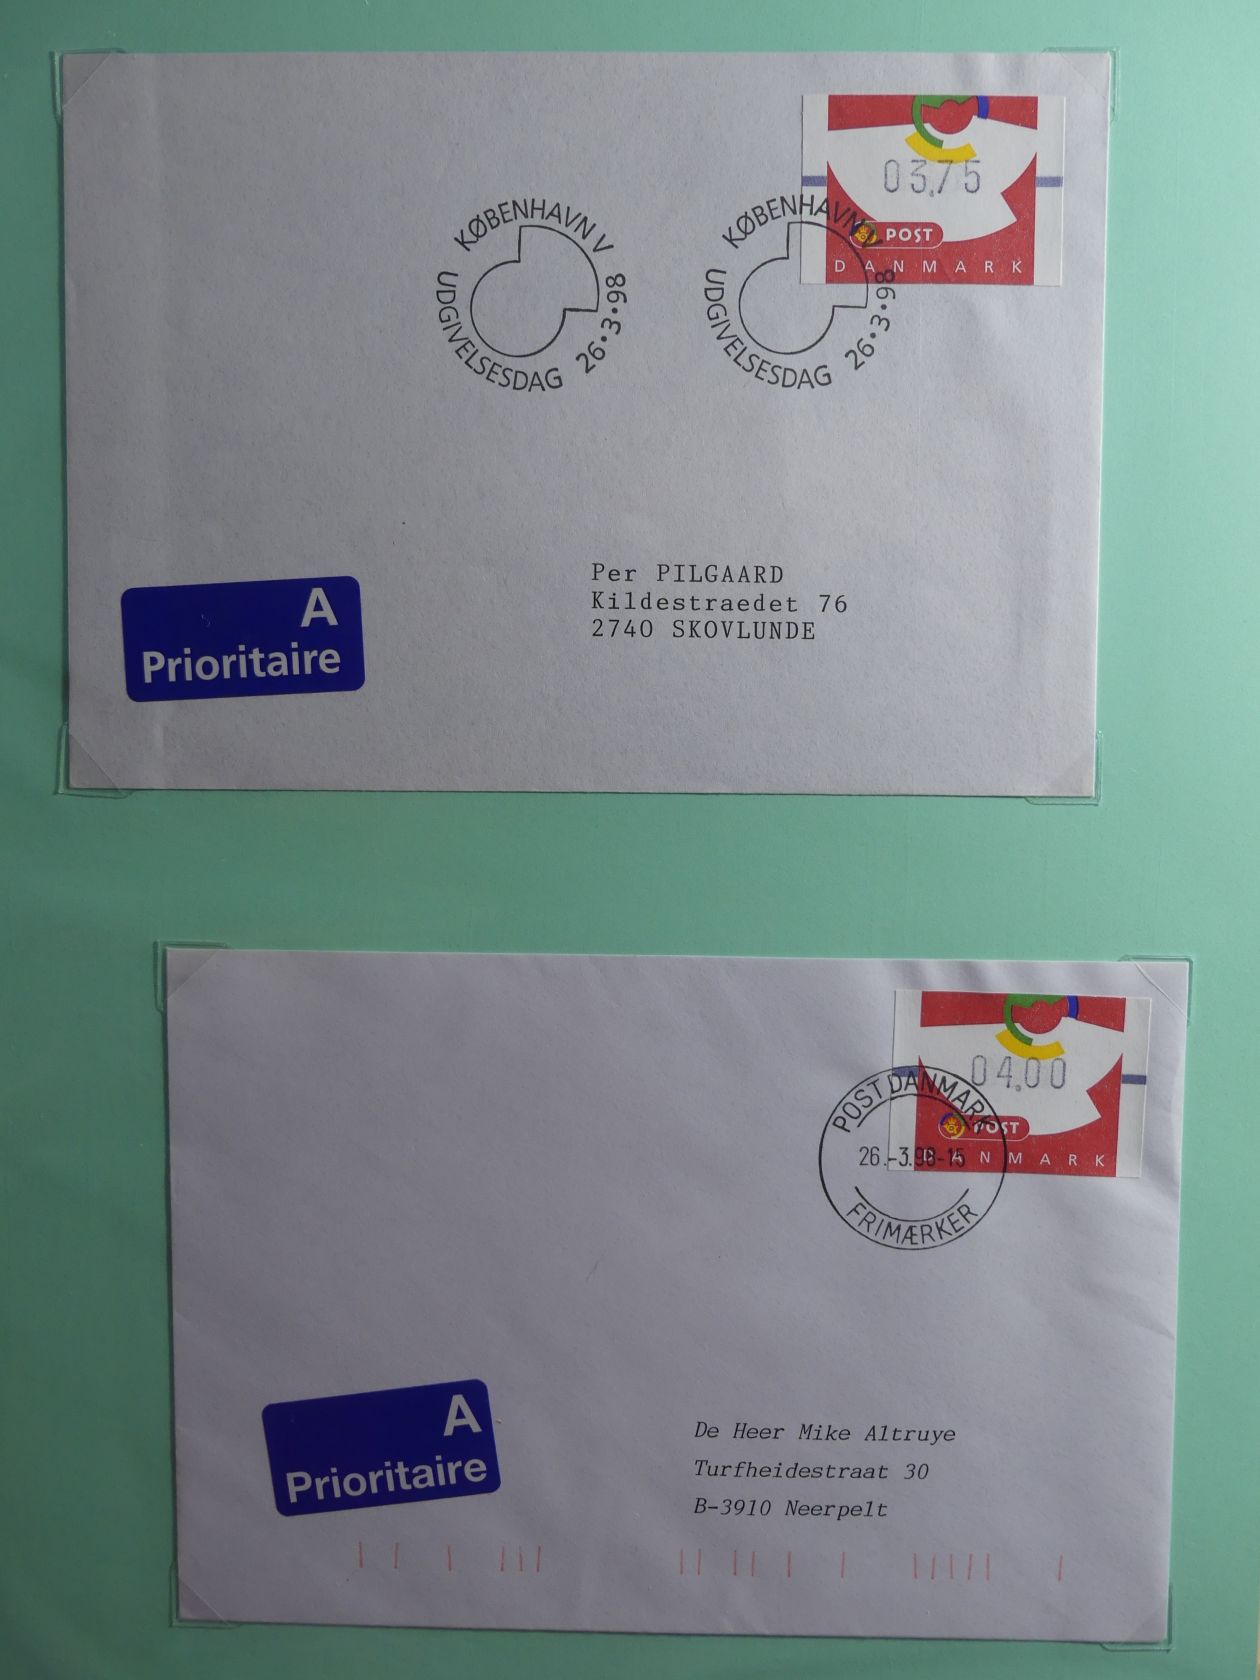 03,75
POST
DANMARK
KØBENHAVN V
UDGIVELSESDAG 26·3·98
KØBENHAVN V
UDGIVELSESDAG 26·3·98
Per PILGAARD
Kildestraedet 76
2740 SKOVLUNDE
A
Prioritaire
04,00
POST
DANMARK
POST DANMARK
26.-3.98-15
FRIMÆRKER
De Heer Mike Altruye
Turfheidestraat 30
B-3910 Neerpelt
A
Prioritaire